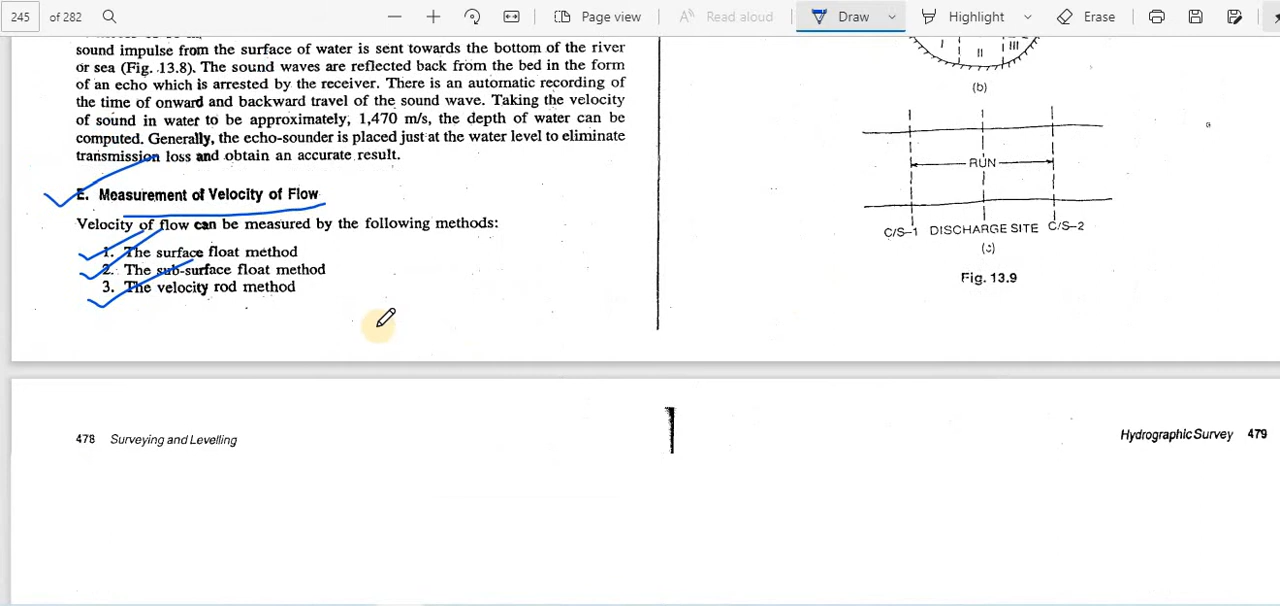 245 of 282 Page view Read aloud Draw Highlight Erase
sound impulse from the surface of water is sent towards the bottom of the river
or sea (Fig. 13.8). The sound waves are reflected back from the bed in the form
of an echo which is arrested by the receiver. There is an automatic recording of
the time of onward and backward travel of the sound wave. Taking the velocity
of sound in water to be approximately, 1,470 m/s, the depth of water can be
computed. Generally, the echo-sounder is placed just at the water level to eliminate
transmission loss and obtain an accurate result.
E. Measurement of Velocity of Flow
Velocity of flow can be measured by the following methods:
1. The surface float method
2. The sub-surface float method
3. The velocity rod method
I II III
(b)
RUN
C/S-1 DISCHARGE SITE C/S-2
(c)
Fig. 13.9
478 Surveying and Levelling
Hydrographic Survey 479